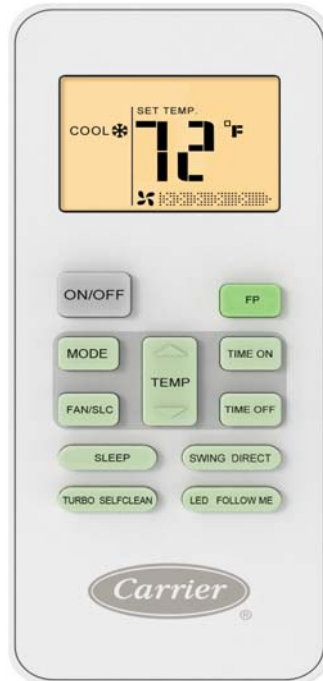 SET TEMP.
COOL 72 °F
ON/OFF
FP
MODE
TEMP
TIME ON
FAN/SLC
TIME OFF
SLEEP
SWING DIRECT
TURBO SELFCLEAN
LED FOLLOW ME
Carrier
®